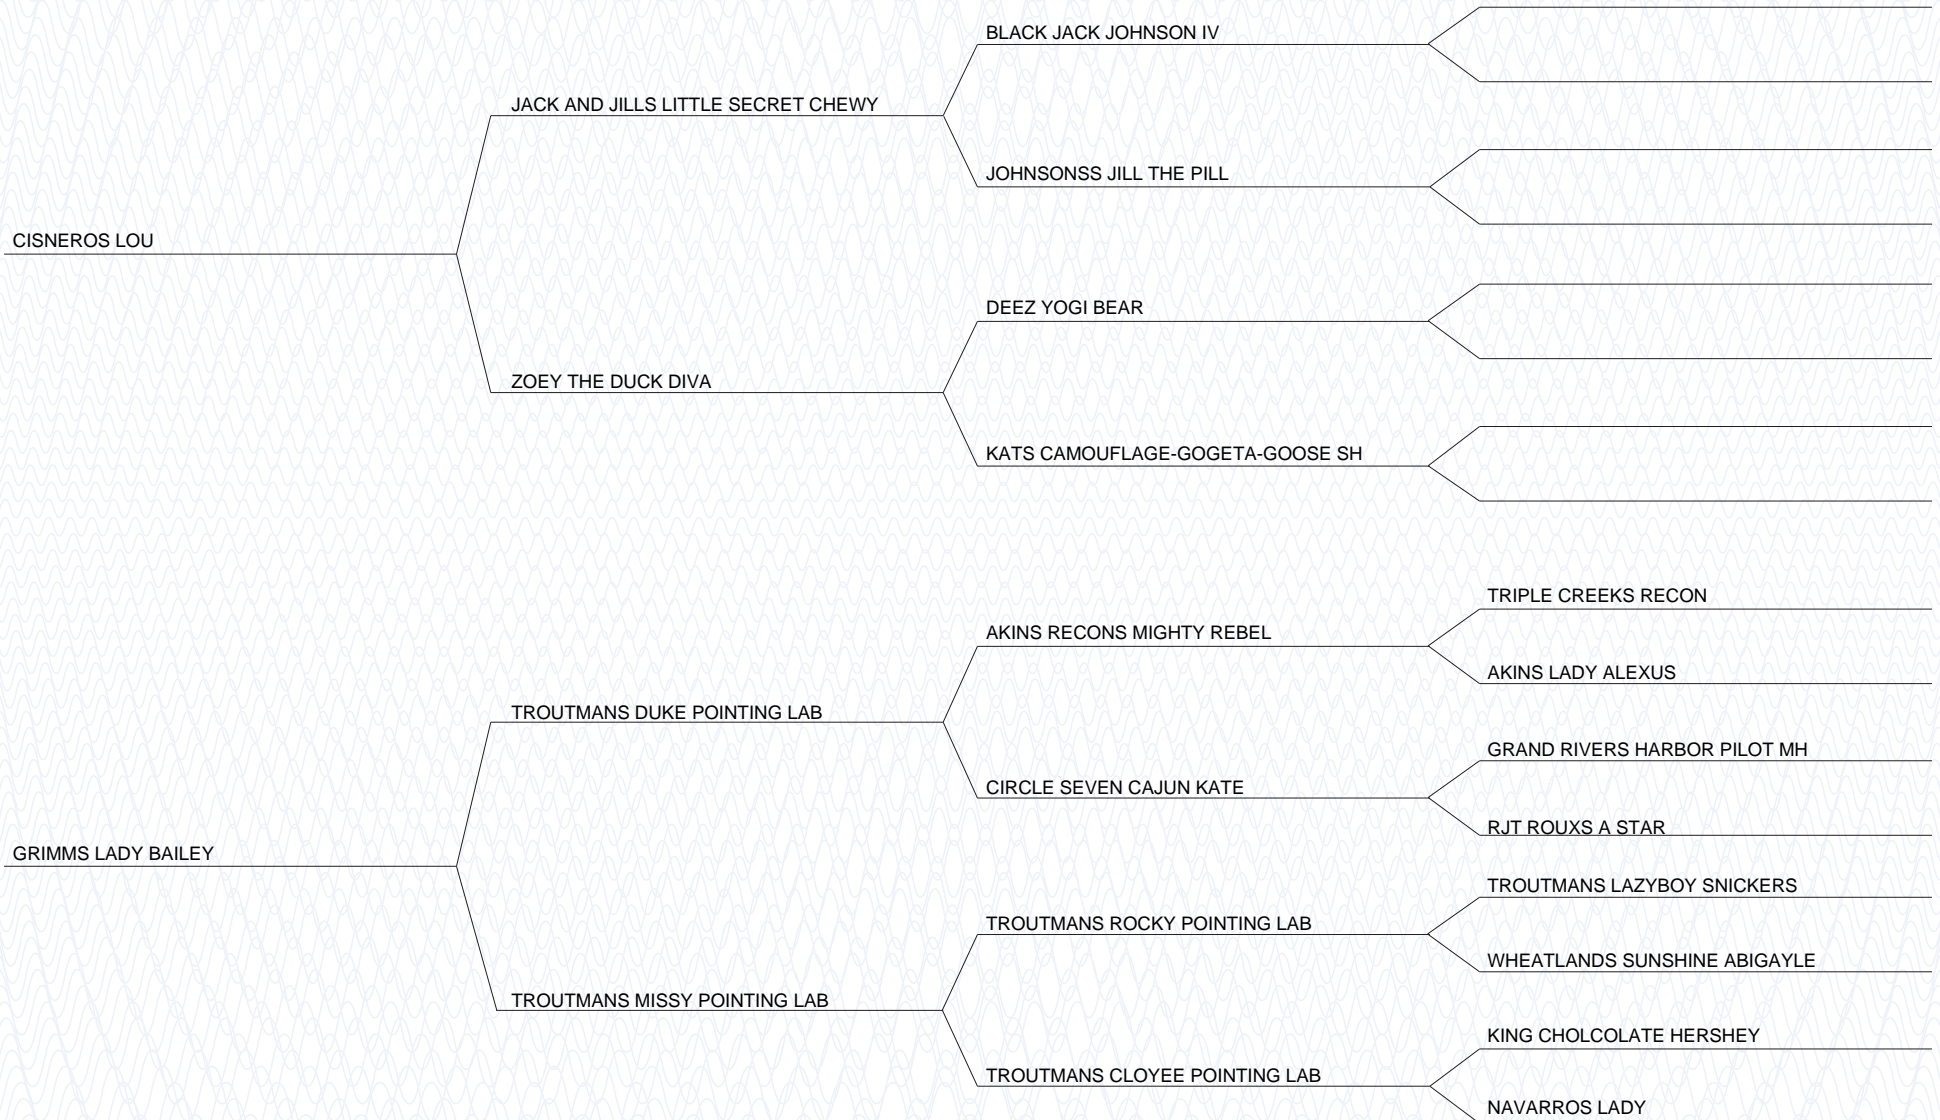 BLACK JACK JOHNSON IV
JACK AND JILLS LITTLE SECRET CHEWY
JOHNSONSS JILL THE PILL
CISNEROS LOU
DEEZ YOGI BEAR
ZOEY THE DUCK DIVA
KATS CAMOUFLAGE-GOGETA-GOOSE SH
TRIPLE CREEKS RECON
AKINS RECONS MIGHTY REBEL
AKINS LADY ALEXUS
TROUTMANS DUKE POINTING LAB
GRAND RIVERS HARBOR PILOT MH
CIRCLE SEVEN CAJUN KATE
RJT ROUXS A STAR
GRIMMS LADY BAILEY
TROUTMANS LAZYBOY SNICKERS
TROUTMANS ROCKY POINTING LAB
WHEATLANDS SUNSHINE ABIGAYLE
TROUTMANS MISSY POINTING LAB
KING CHOLCOLATE HERSHEY
TROUTMANS CLOYEE POINTING LAB
NAVARROS LADY